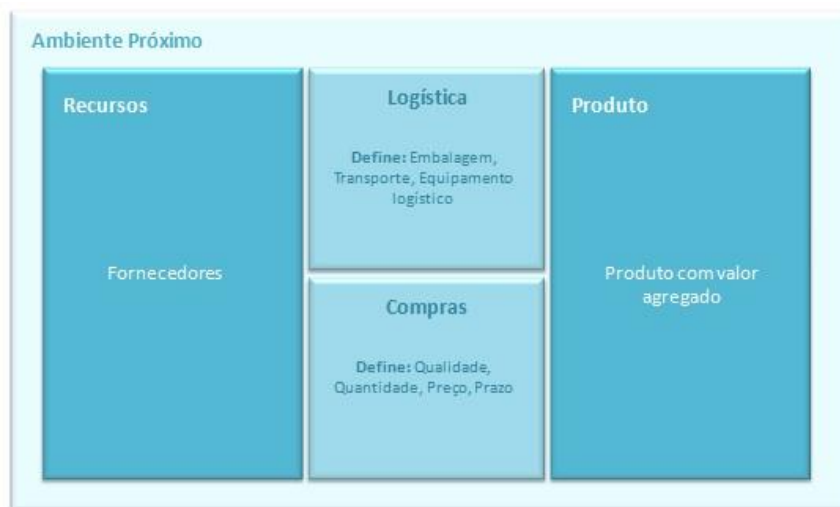 Ambiente Próximo
Recursos
Fornecedores
Logística
Define: Embalagem,
Transporte, Equipamento
logístico
Compras
Define: Qualidade,
Quantidade, Preço, Prazo
Produto
Produto com valor
agregado